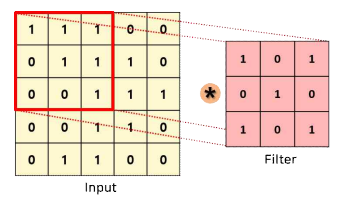 1 1 1 0 0
0 1 1 1 0
0 0 1 1 1
0 0 1 1 0
0 1 1 0 0
Input
*
1 0 1
0 1 0
1 0 1
Filter